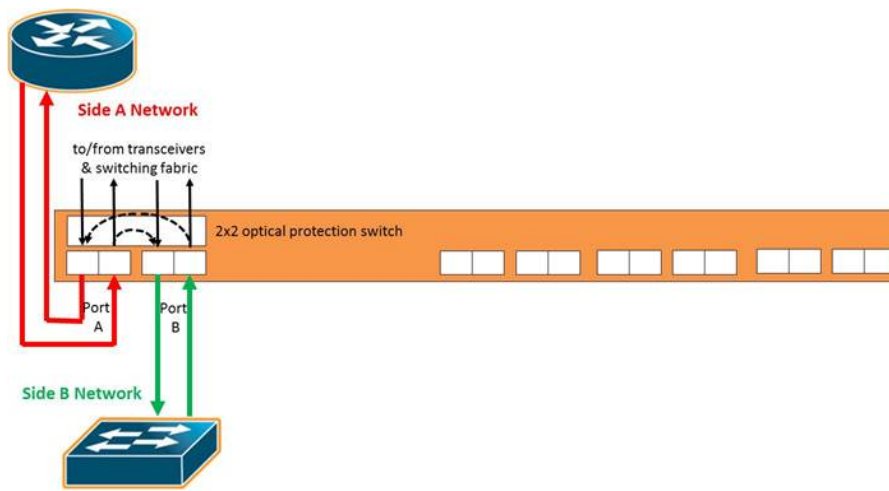 Side A Network
to/from transceivers
& switching fabric
2x2 optical protection switch
Port
A
Port
B
Side B Network